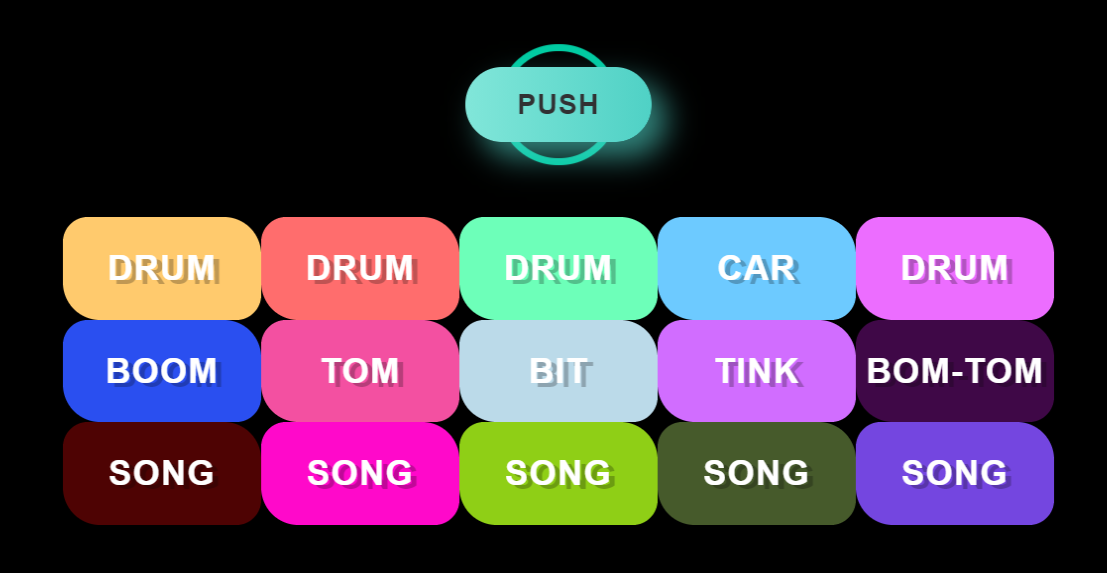 PUSH
DRUM DRUM DRUM CAR DRUM
BOOM TOM BIT TINK BOM-TOM
SONG SONG SONG SONG SONG